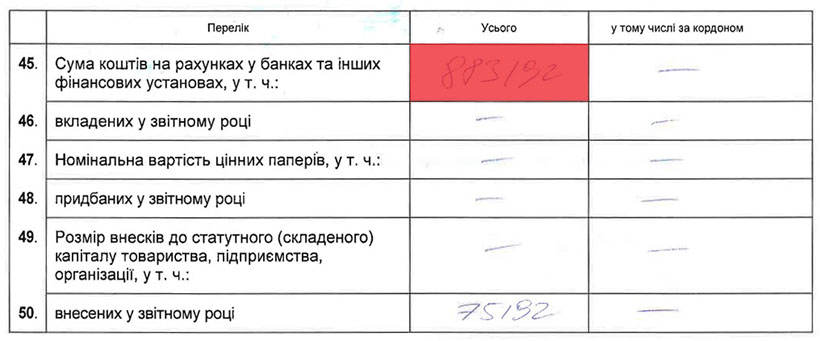 Перелік Усього у тому числі за кордоном
45. Сума коштів на рахунках у банках та інших 883192 —
фінансових установах, у т. ч.:
46. вкладених у звітному році — —
47. Номінальна вартість цінних паперів, у т. ч.: — —
48. придбаних у звітному році — —
49. Розмір внесків до статутного (складеного) — —
капіталу товариства, підприємства,
організації, у т. ч.:
50. внесених у звітному році 75192 —